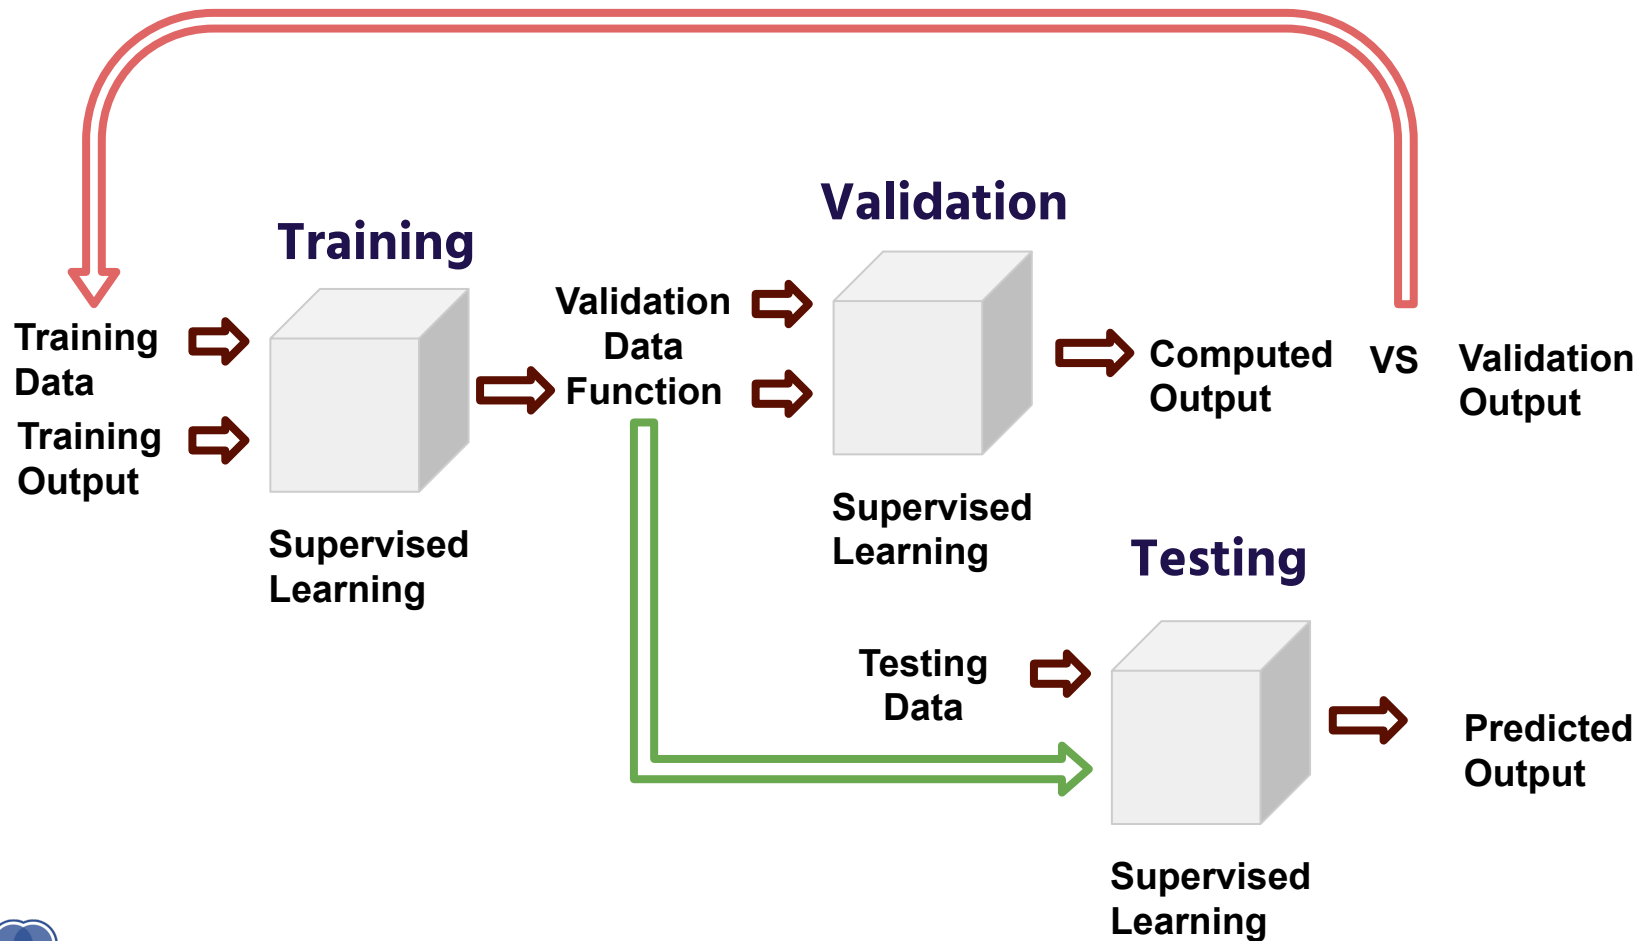 Training
Validation
Training
Data
Training
Output
Supervised
Learning
Validation
Data
Function
Supervised
Learning
Computed
Output
VS
Validation
Output
Testing
Testing
Data
Supervised
Learning
Predicted
Output